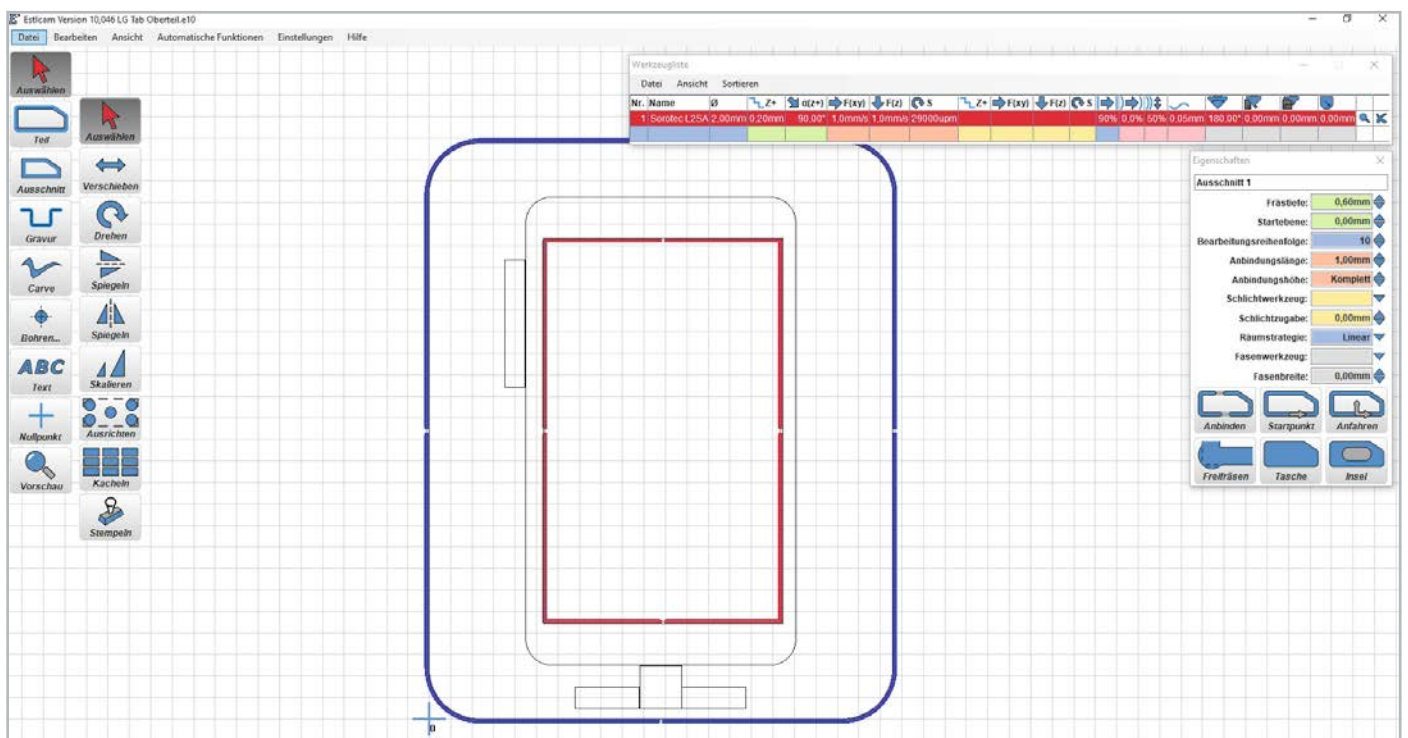 Estlcam Version 10,046 LG Tab Oberteil.e10
Datei Bearbeiten Ansicht Automatische Funktionen Einstellungen Hilfe
Auswählen
Teil
Ausschnitt
Gravur
Carve
Bohren...
ABC
Text
Nullpunkt
Vorschau
Auswählen
Verschieben
Drehen
Spiegeln
Spiegeln
Skalieren
Ausrichten
Kacheln
Stempeln
Werkzeugliste
Datei Ansicht Sortieren
Nr. Name Ø Z+ α(z+) F(xy) F(z) S Z+ F(xy) F(z) S
1 Sorotec L2SA 2,00mm 0,20mm 90,00° 1,0mm/s 1,0mm/s 29000upm 90% 0,0% 50% 0,05mm 180,00° 0,00mm 0,00mm 0,00mm
Eigenschaften
Ausschnitt 1
Frästiefe: 0,60mm
Startebene: 0,00mm
Bearbeitungsreihenfolge: 10
Anbindungslänge: 1,00mm
Anbindungshöhe: Komplett
Schlichtwerkzeug:
Schlichtzugabe: 0,00mm
Räumstrategie: Linear
Fasenwerkzeug:
Fasenbreite: 0,00mm
Anbinden Startpunkt Anfahren
Freifräsen Tasche Insel
0